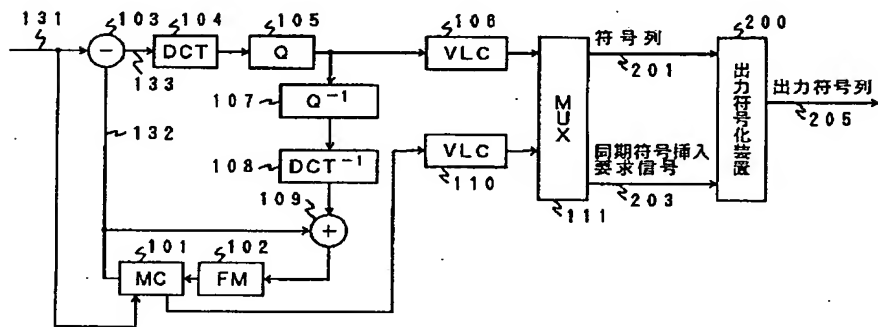 131
103
104
105
106
200
−
DCT
Q
VLC
符号列
133
201
107
Q⁻¹
MUX
出力符号化装置
出力符号列
205
132
108
DCT⁻¹
VLC
110
同期符号挿入
要求信号
203
111
109
+
101
102
MC
FM